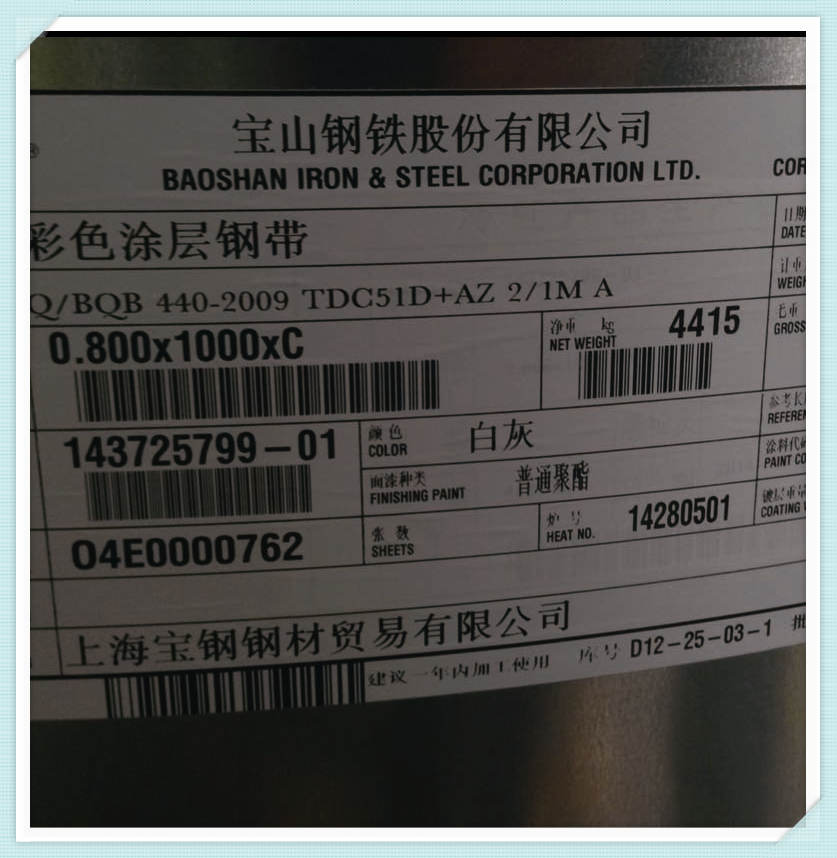 ®
宝山钢铁股份有限公司
BAOSHAN IRON & STEEL CORPORATION LTD.
COR
彩色涂层钢带
日期
DATE
Q/BQB 440-2009 TDC51D+AZ 2/1M A
计重
WEIGH
0.800x1000xC
净重 kg
NET WEIGHT
4415
毛重
GROSS
143725799-01
颜色
COLOR
白灰
参考长
REFEREN
面漆种类
FINISHING PAINT
普通聚酯
涂料代码
PAINT CO
O4E0000762
张数
SHEETS
炉号
HEAT NO.
14280501
镀层重量
COATING W
上海宝钢钢材贸易有限公司
建议一年内加工使用 库号 D12-25-03-1 批